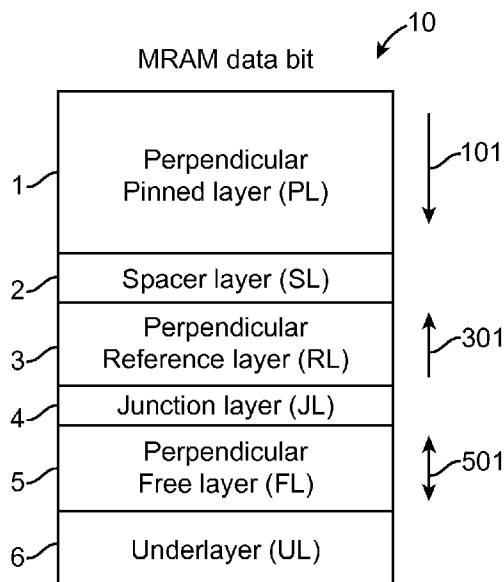 10
MRAM data bit
101
Perpendicular
Pinned layer (PL)
1
Spacer layer (SL)
2
Perpendicular
Reference layer (RL)
3
301
Junction layer (JL)
4
Perpendicular
Free layer (FL)
5
501
Underlayer (UL)
6